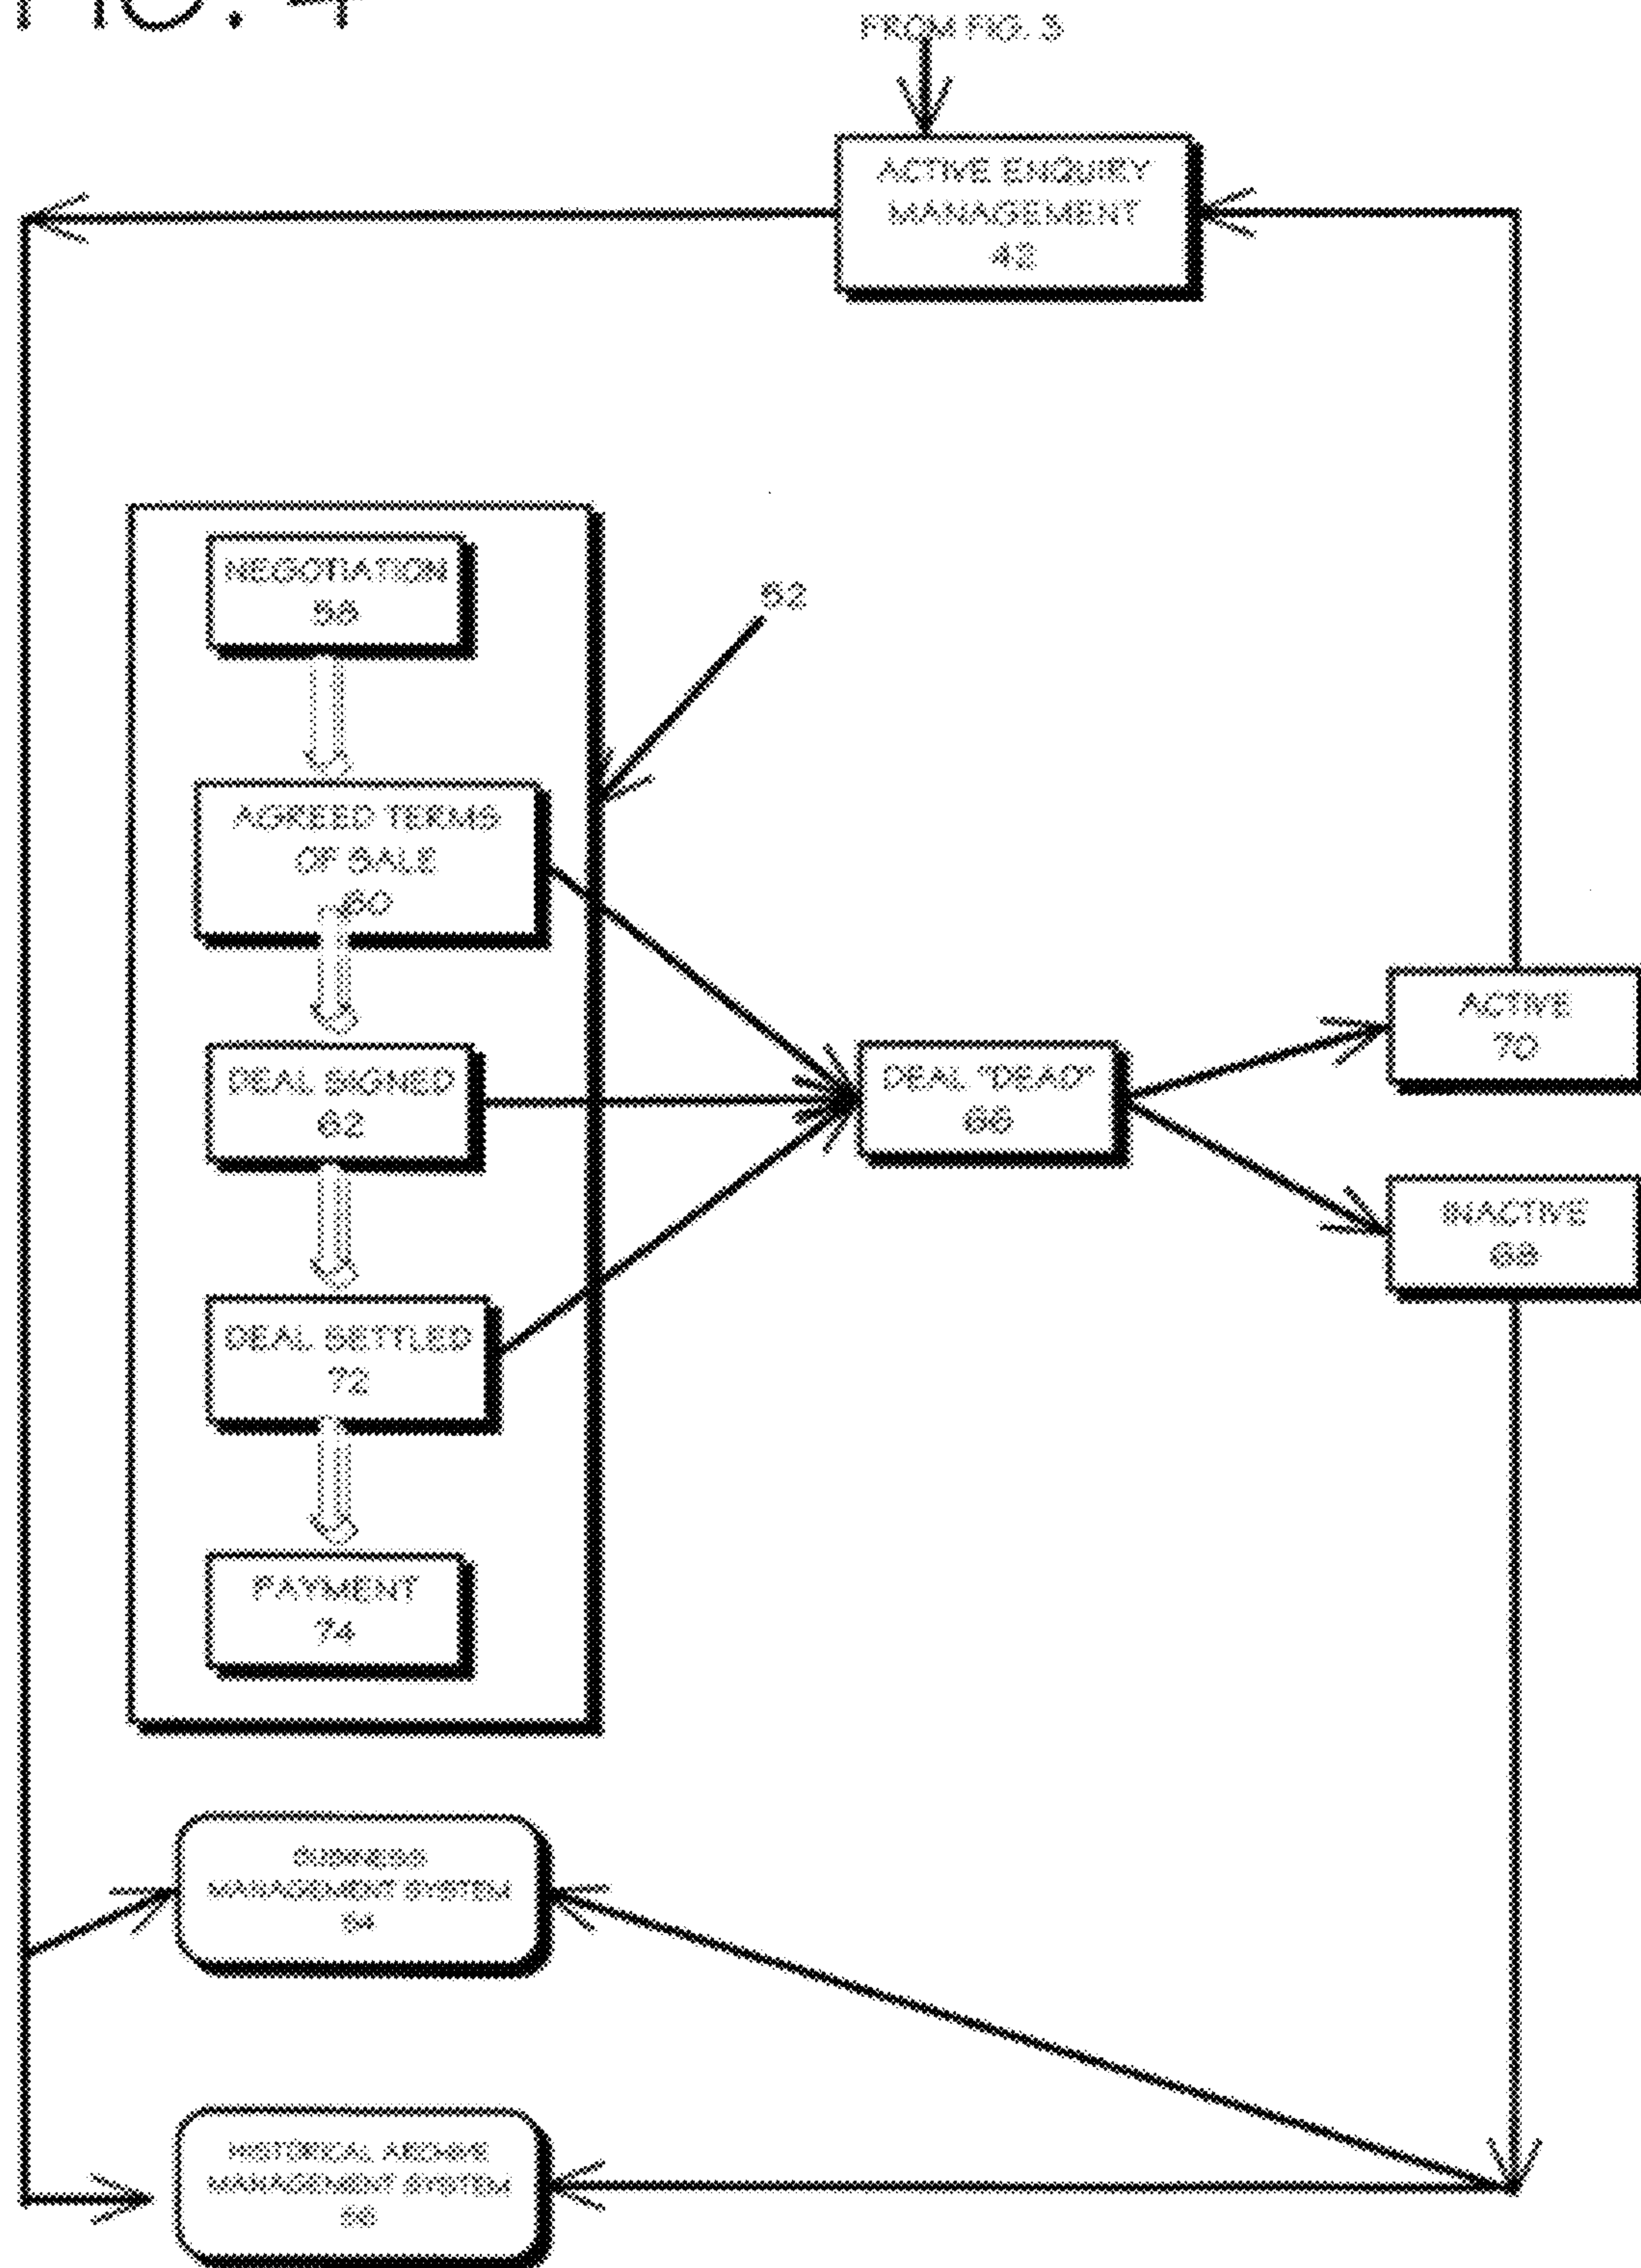 FIG. 4
FROM FIG. 3
ACTIVE ENQUIRY
MANAGEMENT
42
NEGOTIATION
58
52
AGREED TERMS
OF SALE
60
DEAL SIGNED
62
DEAL "DEAD"
66
ACTIVE
70
INACTIVE
68
DEAL SETTLED
72
PAYMENT
74
BUSINESS
MANAGEMENT SYSTEM
54
HISTORICAL ARCHIVE
MANAGEMENT SYSTEM